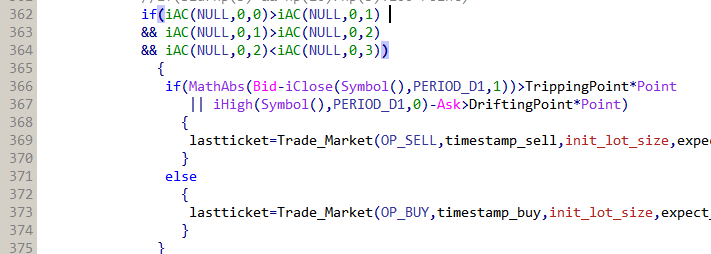 362 if(iAC(NULL,0,0)>iAC(NULL,0,1)
363 && iAC(NULL,0,1)>iAC(NULL,0,2)
364 && iAC(NULL,0,2)<iAC(NULL,0,3))
365 {
366 if(MathAbs(Bid-iClose(Symbol(),PERIOD_D1,1))>TrippingPoint*Point
367 || iHigh(Symbol(),PERIOD_D1,0)-Ask>DriftingPoint*Point)
368 {
369 lastticket=Trade_Market(OP_SELL,timestamp_sell,init_lot_size,expec
370 }
371 else
372 {
373 lastticket=Trade_Market(OP_BUY,timestamp_buy,init_lot_size,expect_
374 }
375 }